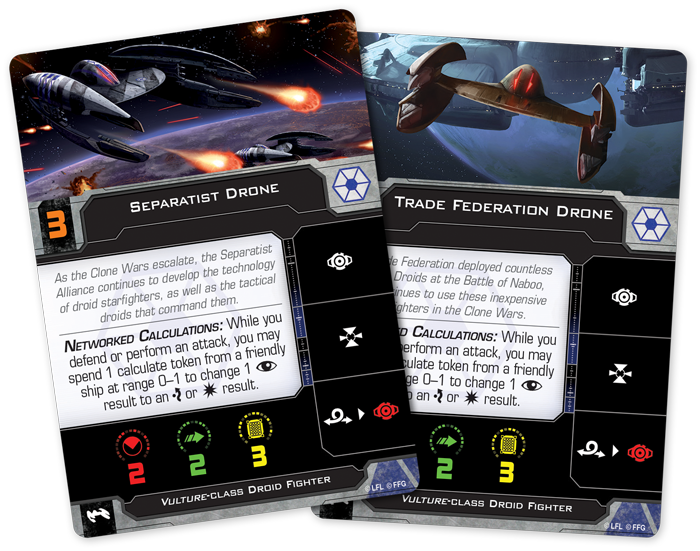 SEPARATIST DRONE
3
As the Clone Wars escalate, the Separatist
Alliance continues to develop the technology
of droid starfighters, as well as the tactical
droids that command them.
NETWORKED CALCULATIONS: While you
defend or perform an attack, you may
spend 1 calculate token from a friendly
ship at range 0–1 to change 1
result to an or result.
2
2
3
VULTURE-CLASS DROID FIGHTER
© LFL © FFG
TRADE FEDERATION DRONE
Federation deployed countless
Droids at the Battle of Naboo,
to use these inexpensive
in the Clone Wars.
CALCULATIONS: While you
perform an attack, you may
token from a friendly
ship at range 0–1 to change 1
to an or result.
2
3
VULTURE-CLASS DROID FIGHTER
© LFL © FFG